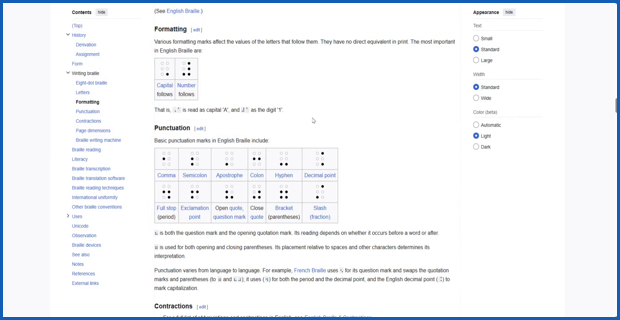 Contents hide
(Top)
History
Derivation
Assignment
Form
Writing braille
Eight-dot braille
Letters
Formatting
Punctuation
Contractions
Page dimensions
Braille writing machine
Braille reading
Literacy
Braille transcription
Braille translation software
Braille reading techniques
International uniformity
Other braille conventions
Uses
Unicode
Observation
Braille devices
See also
Notes
References
External links
(See English Braille.)
Formatting [edit]
Various formatting marks affect the values of the letters that follow them. They have no direct equivalent in print. The most important
in English Braille are:
Capital follows
Number follows
That is, ⠠⠁ is read as capital 'A', and ⠼⠁ as the digit '1'.
Punctuation [edit]
Basic punctuation marks in English Braille include:
Comma Semicolon Apostrophe Colon Hyphen Decimal point
Full stop (period)
Exclamation point
Open quote, question mark
Close quote
Bracket (parentheses)
Slash (fraction)
⠦ is both the question mark and the opening quotation mark. Its reading depends on whether it occurs before a word or after.
⠶ is used for both opening and closing parentheses. Its placement relative to spaces and other characters determines its
interpretation.
Punctuation varies from language to language. For example, French Braille uses ⠢ for its question mark and swaps the quotation
marks and parentheses (to ⠶ and ⠦⠴); it uses (⠲) for both the period and the decimal point, and the English decimal point (⠨) to
mark capitalization.
Contractions [edit]
Appearance hide
Text
Small
Standard
Large
Width
Standard
Wide
Color (beta)
Automatic
Light
Dark